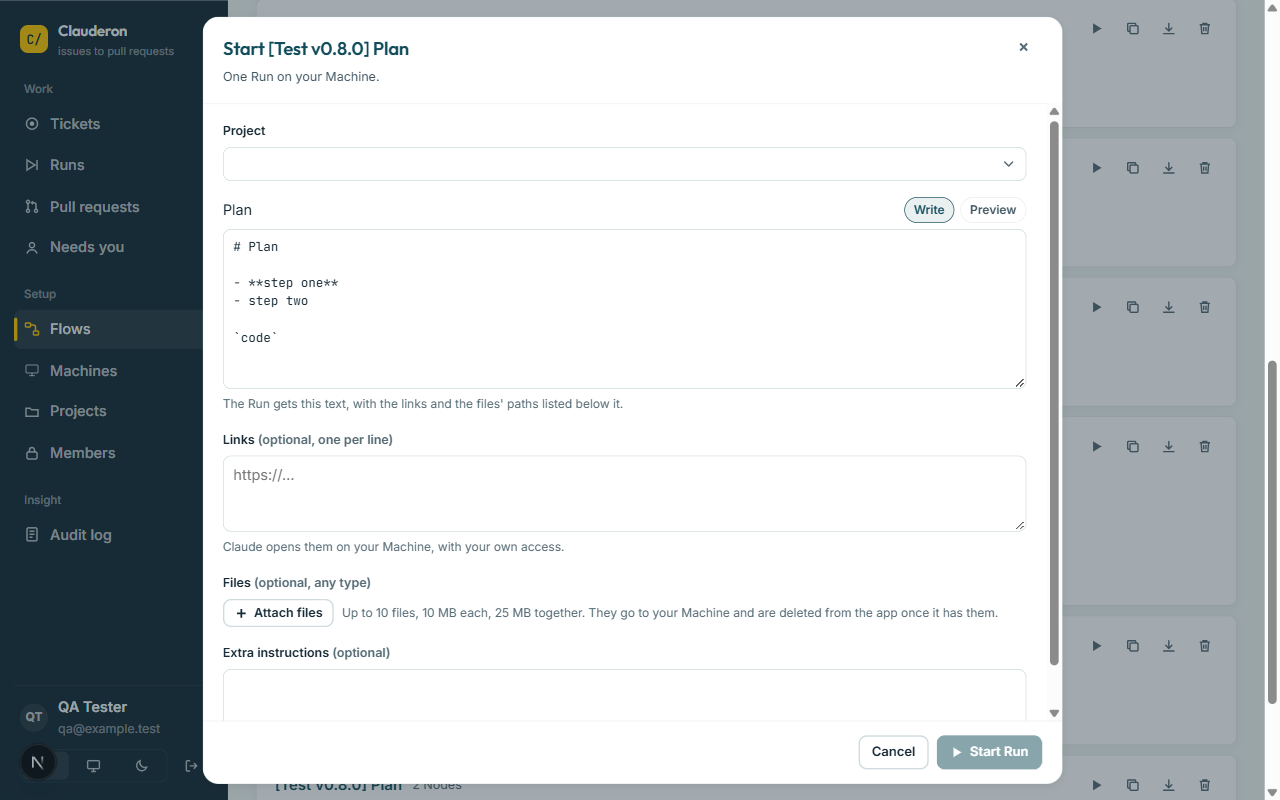 C/ Clauderon
issues to pull requests
Work
Tickets
Runs
Pull requests
Needs you
Setup
Flows
Machines
Projects
Members
Insight
Audit log
QT QA Tester
qa@example.test
N
Start [Test v0.8.0] Plan
One Run on your Machine.
Project
Plan
Write Preview
# Plan
- **step one**
- step two
`code`
The Run gets this text, with the links and the files' paths listed below it.
Links (optional, one per line)
https://...
Claude opens them on your Machine, with your own access.
Files (optional, any type)
+ Attach files Up to 10 files, 10 MB each, 25 MB together. They go to your Machine and are deleted from the app once it has them.
Extra instructions (optional)
Cancel Start Run
[Test v0.8.0] Plan 2 Nodes